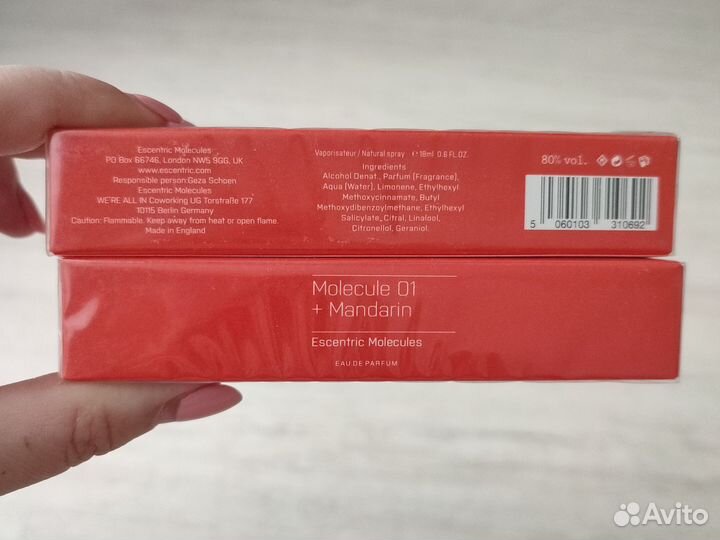 Escentric Molecules
PO Box 66746, London NW5 9GG, UK
www.escentric.com
Responsible person:Geza Schoen
Escentric Molecules
WE'RE ALL IN Coworking UG Torstraße 177
10115 Berlin Germany
Caution: Flammable. Keep away from heat or open flame.
Made in England
Vaporisateur / Natural spray ℮ 18ml 0.6 FL.OZ.
Ingredients
Alcohol Denat., Parfum (Fragrance),
Aqua (Water), Limonene, Ethylhexyl
Methoxycinnamate, Butyl
Methoxydibenzoylmethane, Ethylhexyl
Salicylate, Citral, Linalool,
Citronellol, Geraniol.
80% vol.
5 060103 310692
Molecule 01
+ Mandarin
Escentric Molecules
EAU DE PARFUM
Avito